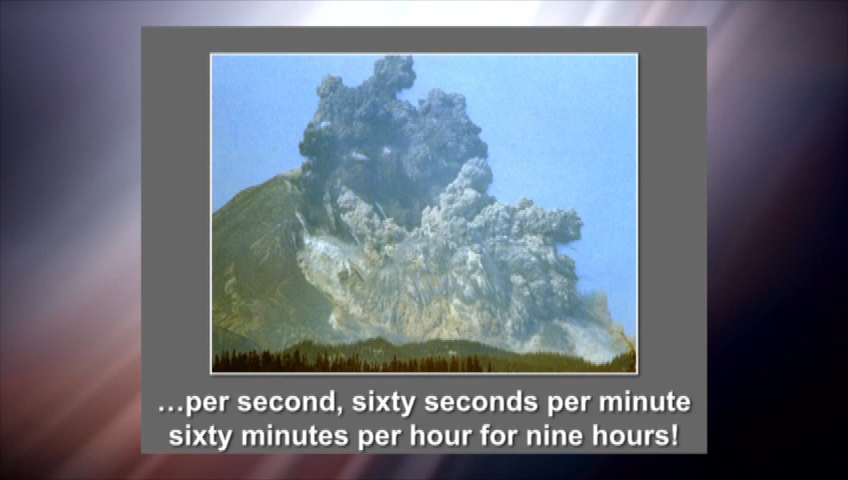 …per second, sixty seconds per minute
sixty minutes per hour for nine hours!